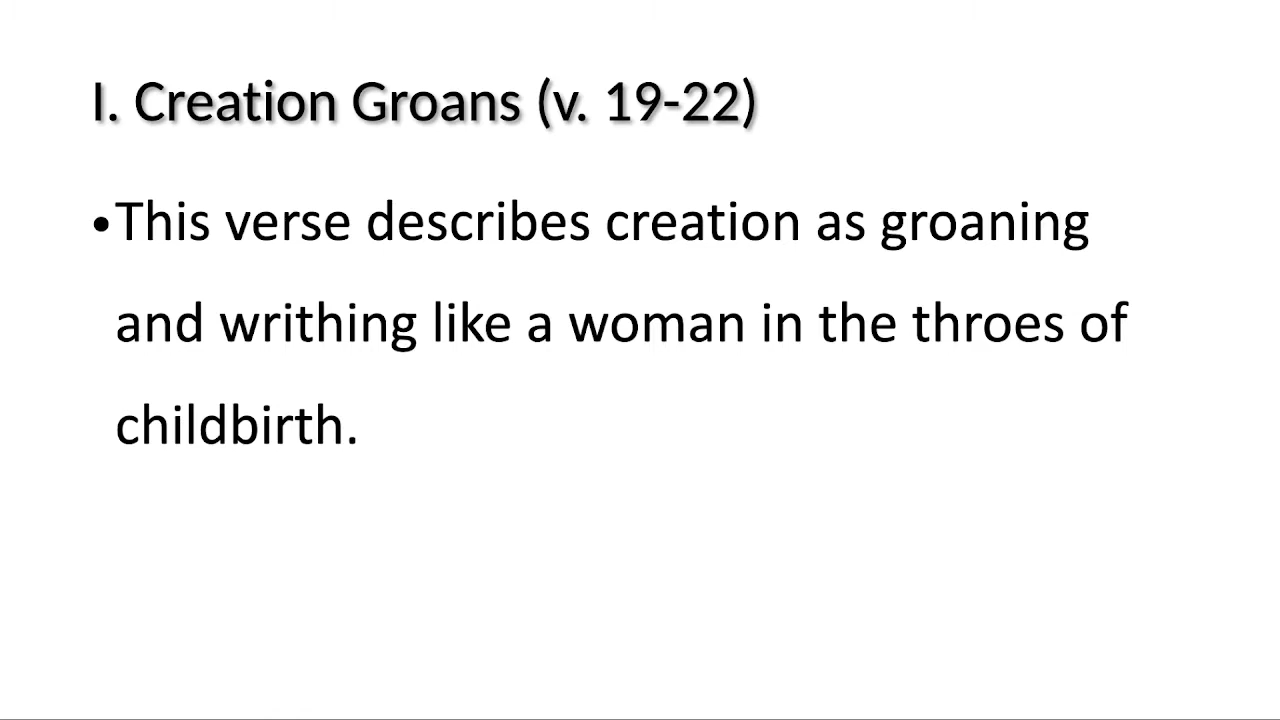 I. Creation Groans (v. 19-22)
•This verse describes creation as groaning
and writhing like a woman in the throes of
childbirth.